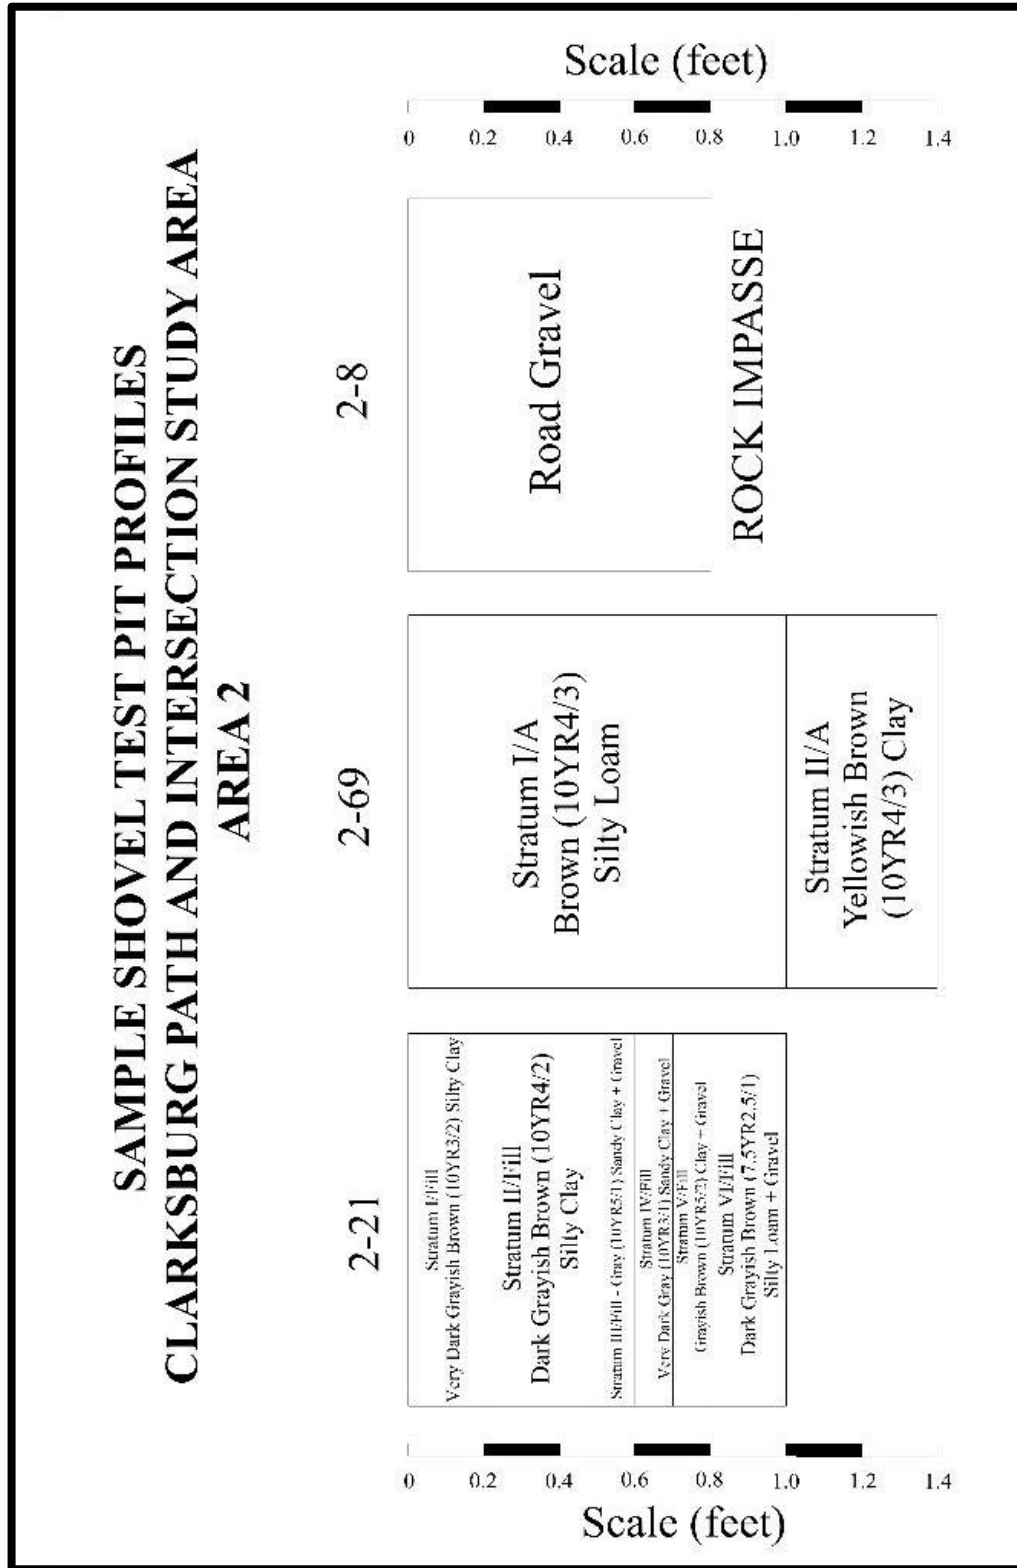 SAMPLE SHOVEL TEST PIT PROFILES
CLARKSBURG PATH AND INTERSECTION STUDY AREA
AREA 2
2-21
2-69
2-8
Scale (feet)
0
0.2
0.4
0.6
0.8
1.0
1.2
1.4
Stratum I/Fill
Very Dark Grayish Brown (10YR3/2) Silty Clay
Stratum II/Fill
Dark Grayish Brown (10YR4/2)
Silty Clay
Stratum III/Fill - Gray (10YR5/1) Sandy Clay + Gravel
Stratum IV/Fill
Very Dark Gray (10YR3/1) Sandy Clay + Gravel
Stratum V/Fill
Grayish Brown (10YR5/2) Clay + Gravel
Stratum VI/Fill
Dark Grayish Brown (7.5YR2.5/1)
Silty Loam + Gravel
Stratum I/A
Brown (10YR4/3)
Silty Loam
Stratum II/A
Yellowish Brown
(10YR4/3) Clay
Road Gravel
ROCK IMPASSE
Scale (feet)
0
0.2
0.4
0.6
0.8
1.0
1.2
1.4